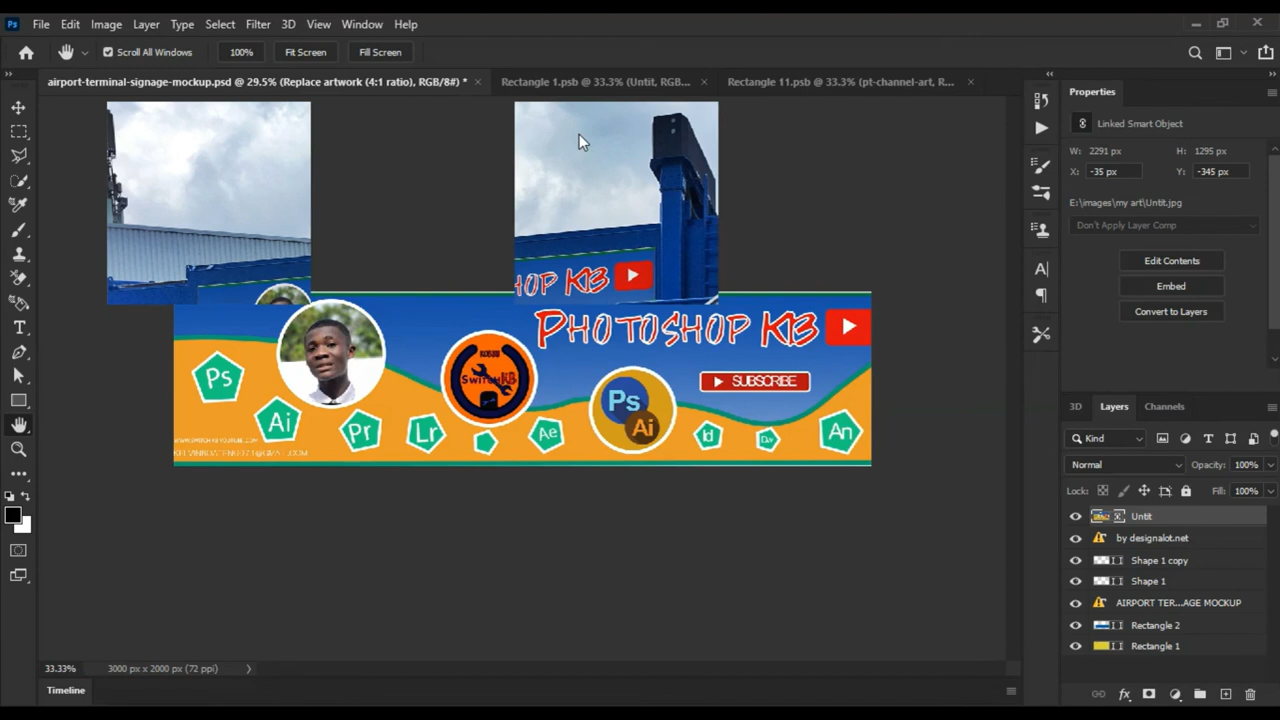 Ps File Edit Image Layer Type Select Filter 3D View Window Help
Scroll All Windows 100% Fit Screen Fill Screen
airport-terminal-signage-mockup.psd @ 29.5% (Replace artwork (4:1 ratio), RGB/8#) *
Rectangle 1.psb @ 33.3% (Untit, RGB...
Rectangle 11.psb @ 33.3% (pt-channel-art, R...
Properties
Linked Smart Object
W: 2291 px H: 1295 px
X: -35 px Y: -345 px
E:\images\my art\Untit.jpg
Don't Apply Layer Comp
Edit Contents
Embed
Convert to Layers
HOP KB
PHOTOSHOP KB
SWITCHKB
SUBSCRIBE
Ps
Ai
Pr
Lr
Ae
Ps
Ai
Id
Dw
An
3D Layers Channels
Kind
Normal Opacity: 100%
Lock: Fill: 100%
Untit
by designalot.net
Shape 1 copy
Shape 1
AIRPORT TER...AGE MOCKUP
Rectangle 2
Rectangle 1
33.33% 3000 px x 2000 px (72 ppi)
Timeline